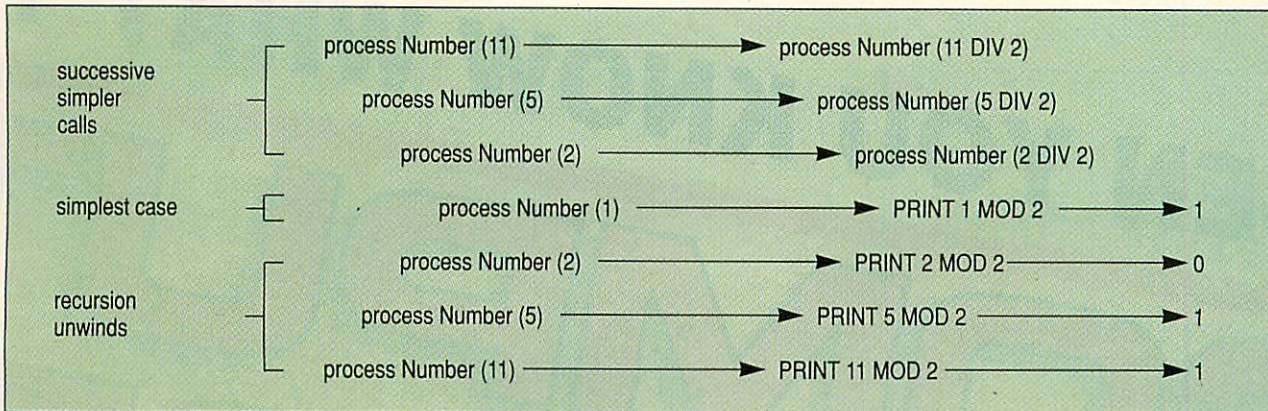 process Number (11) process Number (11 DIV 2)
successive
simpler
calls
process Number (5) process Number (5 DIV 2)
process Number (2) process Number (2 DIV 2)
simplest case process Number (1) PRINT 1 MOD 2 1
process Number (2) PRINT 2 MOD 2 0
recursion
unwinds
process Number (5) PRINT 5 MOD 2 1
process Number (11) PRINT 11 MOD 2 1